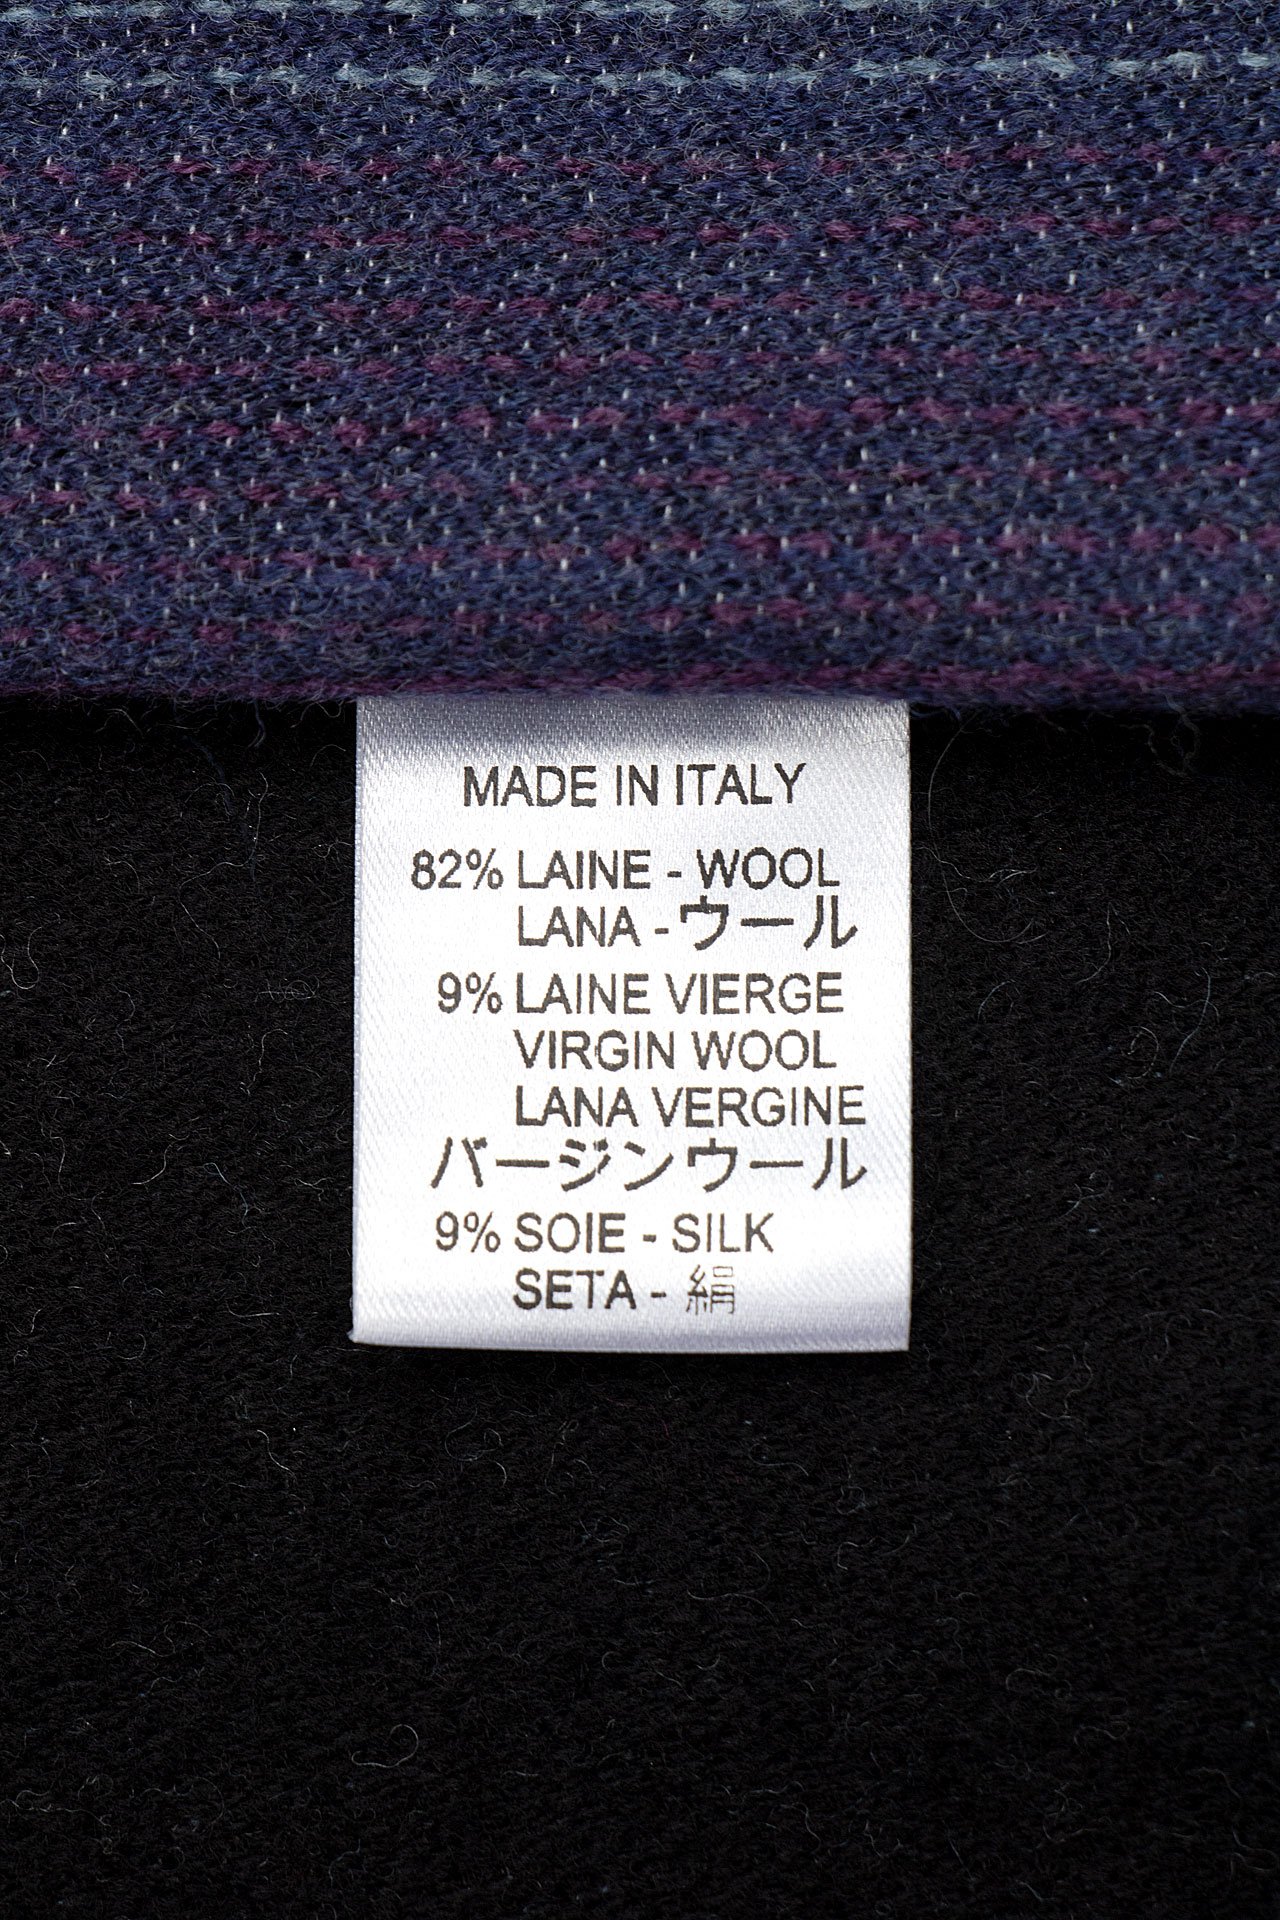 MADE IN ITALY
82% LAINE - WOOL
LANA - ウール
9% LAINE VIERGE
VIRGIN WOOL
LANA VERGINE
バージンウール
9% SOIE - SILK
SETA - 絹